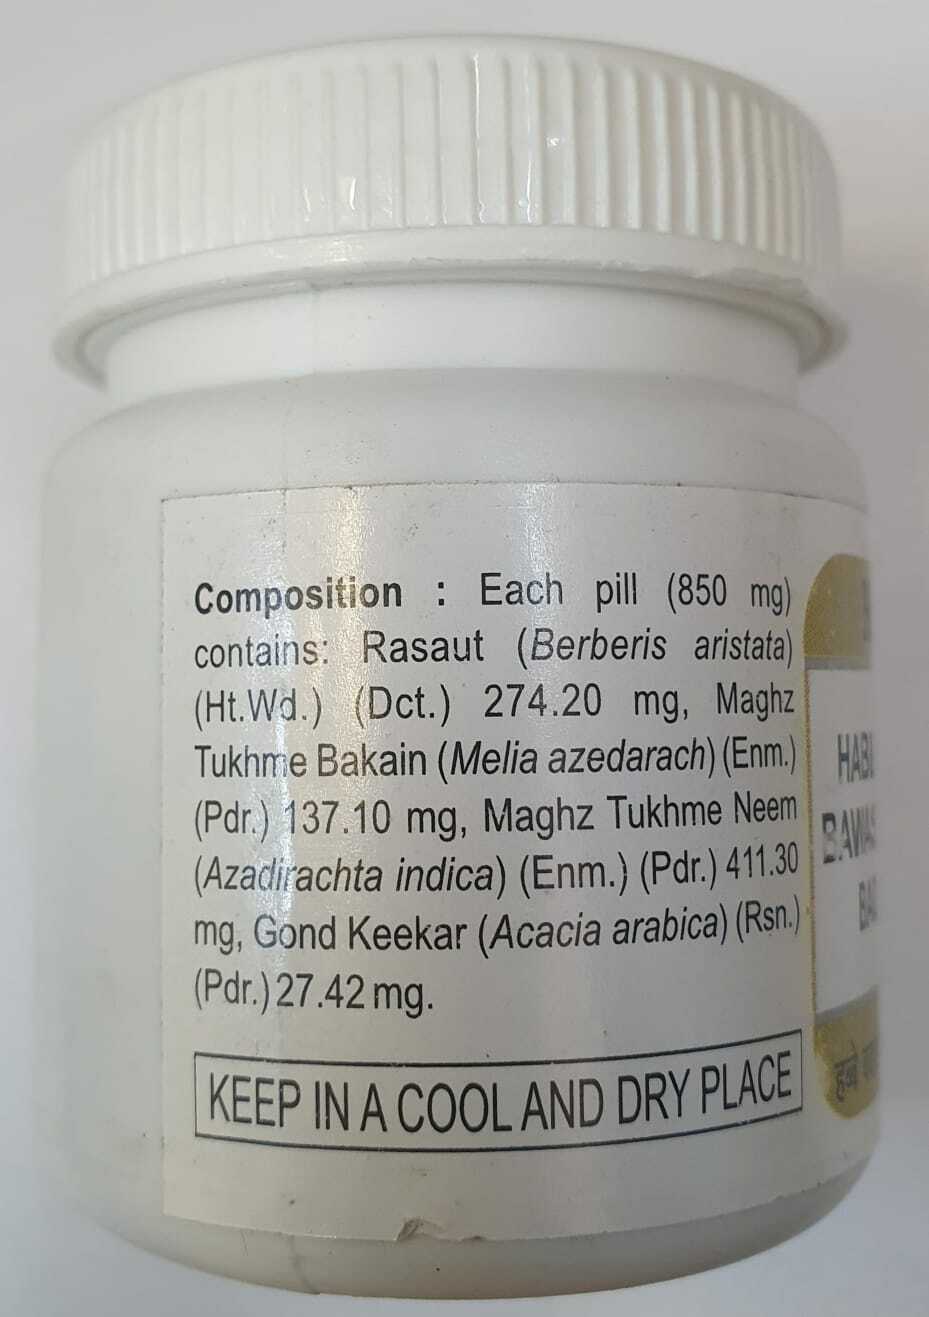 Composition : Each pill (850 mg)
contains: Rasaut (Berberis aristata)
(Ht.Wd.) (Dct.) 274.20 mg, Maghz
Tukhme Bakain (Melia azedarach) (Enm.)
(Pdr.) 137.10 mg, Maghz Tukhme Neem
(Azadirachta indica) (Enm.) (Pdr.) 411.30
mg, Gond Keekar (Acacia arabica) (Rsn.)
(Pdr.) 27.42 mg.
KEEP IN A COOL AND DRY PLACE